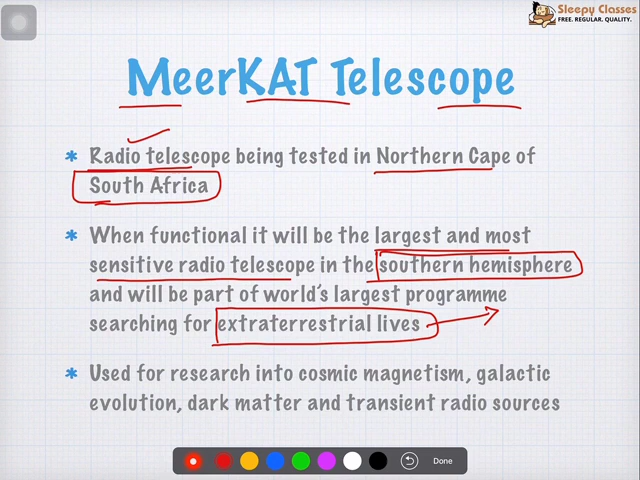 Sleepy Classes
FREE. REGULAR. QUALITY.
MeerKAT Telescope
* Radio telescope being tested in Northern Cape of
South Africa
* When functional it will be the largest and most
sensitive radio telescope in the southern hemisphere
and will be part of world's largest programme
searching for extraterrestrial lives
* Used for research into cosmic magnetism, galactic
evolution, dark matter and transient radio sources
Done